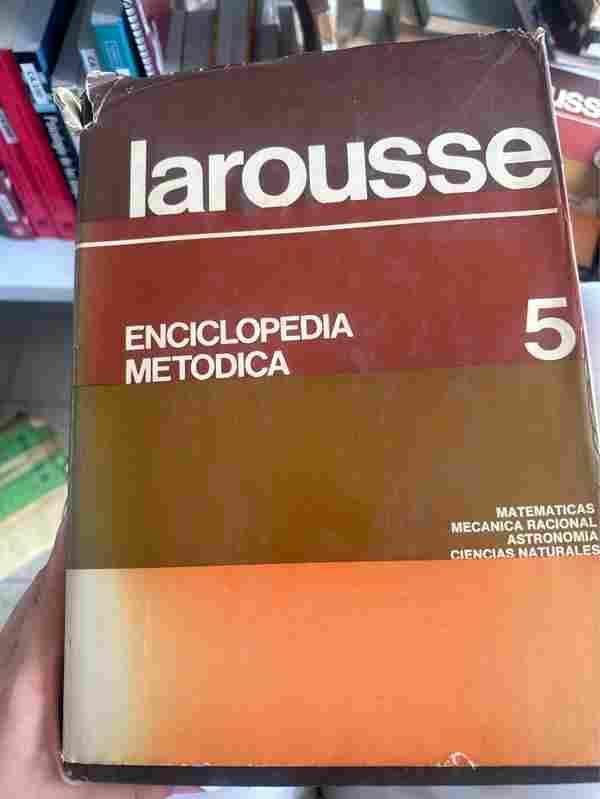 larousse
ENCICLOPEDIA
METODICA
5
MATEMATICAS
MECANICA RACIONAL
ASTRONOMIA
CIENCIAS NATURALES